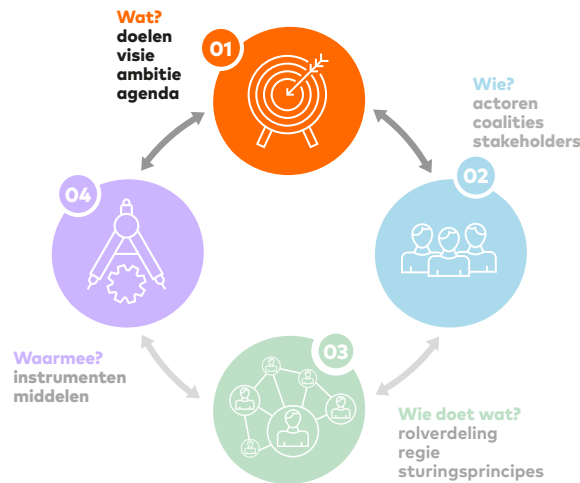 01
Wat?
doelen
visie
ambitie
agenda
02
Wie?
actoren
coalities
stakeholders
03
Wie doet wat?
rolverdeling
regie
sturingsprincipes
04
Waarmee?
instrumenten
middelen